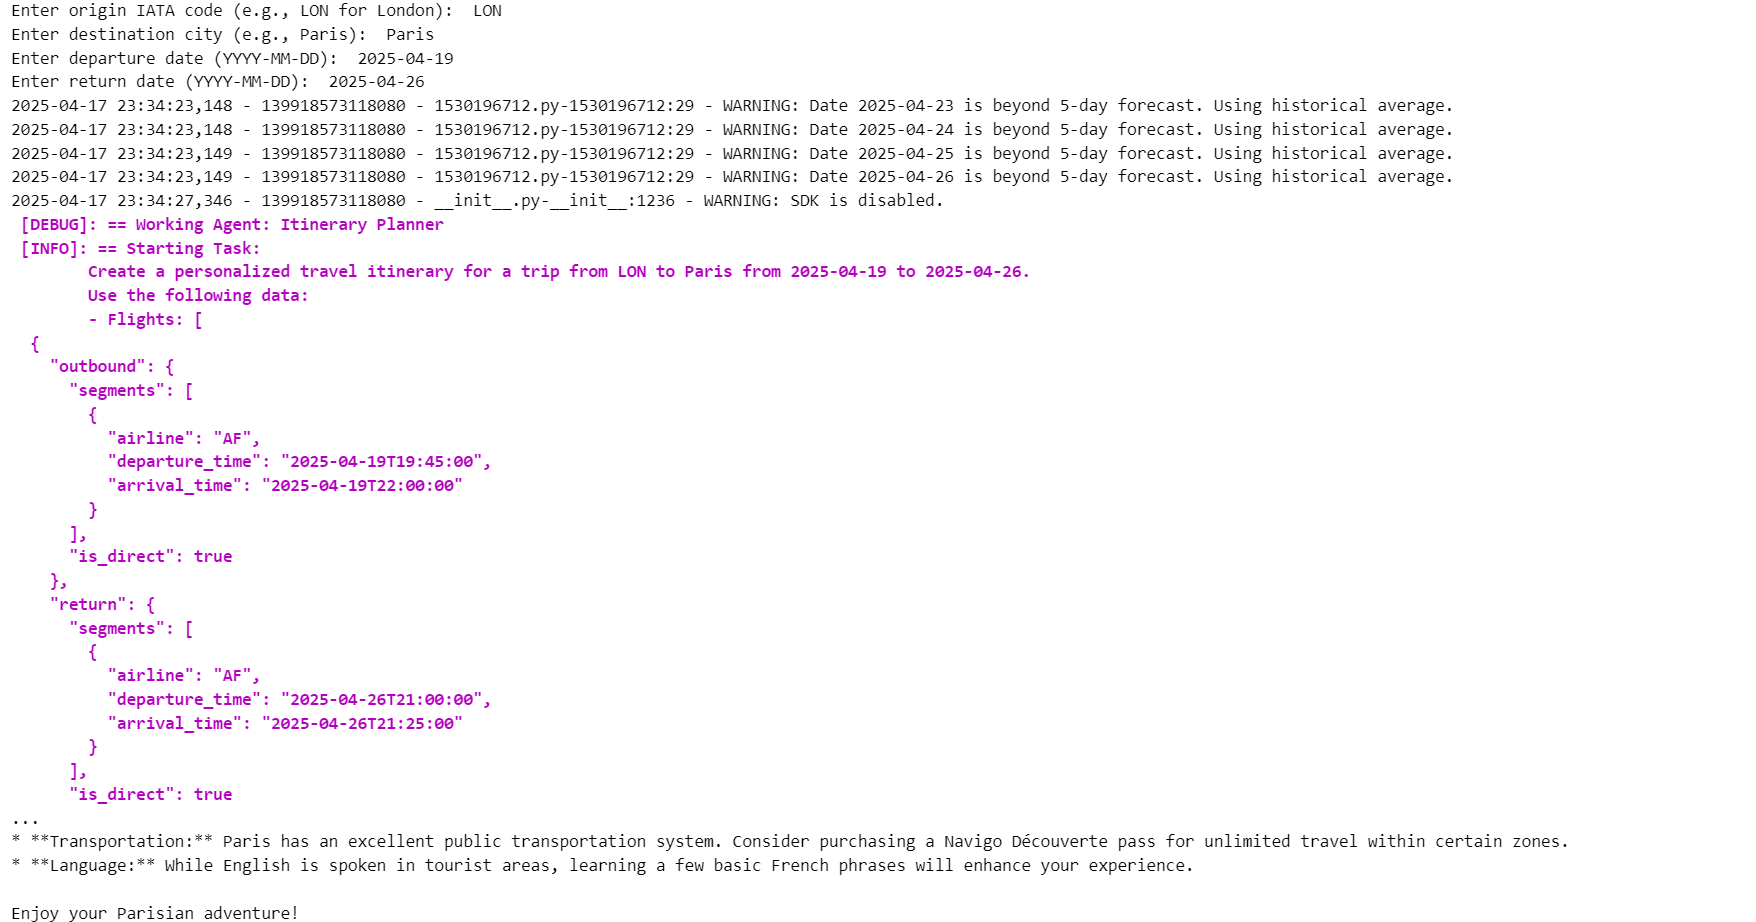 Enter origin IATA code (e.g., LON for London):  LON
Enter destination city (e.g., Paris):  Paris
Enter departure date (YYYY-MM-DD):  2025-04-19
Enter return date (YYYY-MM-DD):  2025-04-26
2025-04-17 23:34:23,148 - 139918573118080 - 1530196712.py-1530196712:29 - WARNING: Date 2025-04-23 is beyond 5-day forecast. Using historical average.
2025-04-17 23:34:23,148 - 139918573118080 - 1530196712.py-1530196712:29 - WARNING: Date 2025-04-24 is beyond 5-day forecast. Using historical average.
2025-04-17 23:34:23,149 - 139918573118080 - 1530196712.py-1530196712:29 - WARNING: Date 2025-04-25 is beyond 5-day forecast. Using historical average.
2025-04-17 23:34:23,149 - 139918573118080 - 1530196712.py-1530196712:29 - WARNING: Date 2025-04-26 is beyond 5-day forecast. Using historical average.
2025-04-17 23:34:27,346 - 139918573118080 - __init__.py-__init__:1236 - WARNING: SDK is disabled.
 [DEBUG]: == Working Agent: Itinerary Planner
 [INFO]: == Starting Task:
        Create a personalized travel itinerary for a trip from LON to Paris from 2025-04-19 to 2025-04-26.
        Use the following data:
        - Flights: [
  {
    "outbound": {
      "segments": [
        {
          "airline": "AF",
          "departure_time": "2025-04-19T19:45:00",
          "arrival_time": "2025-04-19T22:00:00"
        }
      ],
      "is_direct": true
    },
    "return": {
      "segments": [
        {
          "airline": "AF",
          "departure_time": "2025-04-26T21:00:00",
          "arrival_time": "2025-04-26T21:25:00"
        }
      ],
      "is_direct": true
...
* **Transportation:** Paris has an excellent public transportation system. Consider purchasing a Navigo Découverte pass for unlimited travel within certain zones.
* **Language:** While English is spoken in tourist areas, learning a few basic French phrases will enhance your experience.

Enjoy your Parisian adventure!